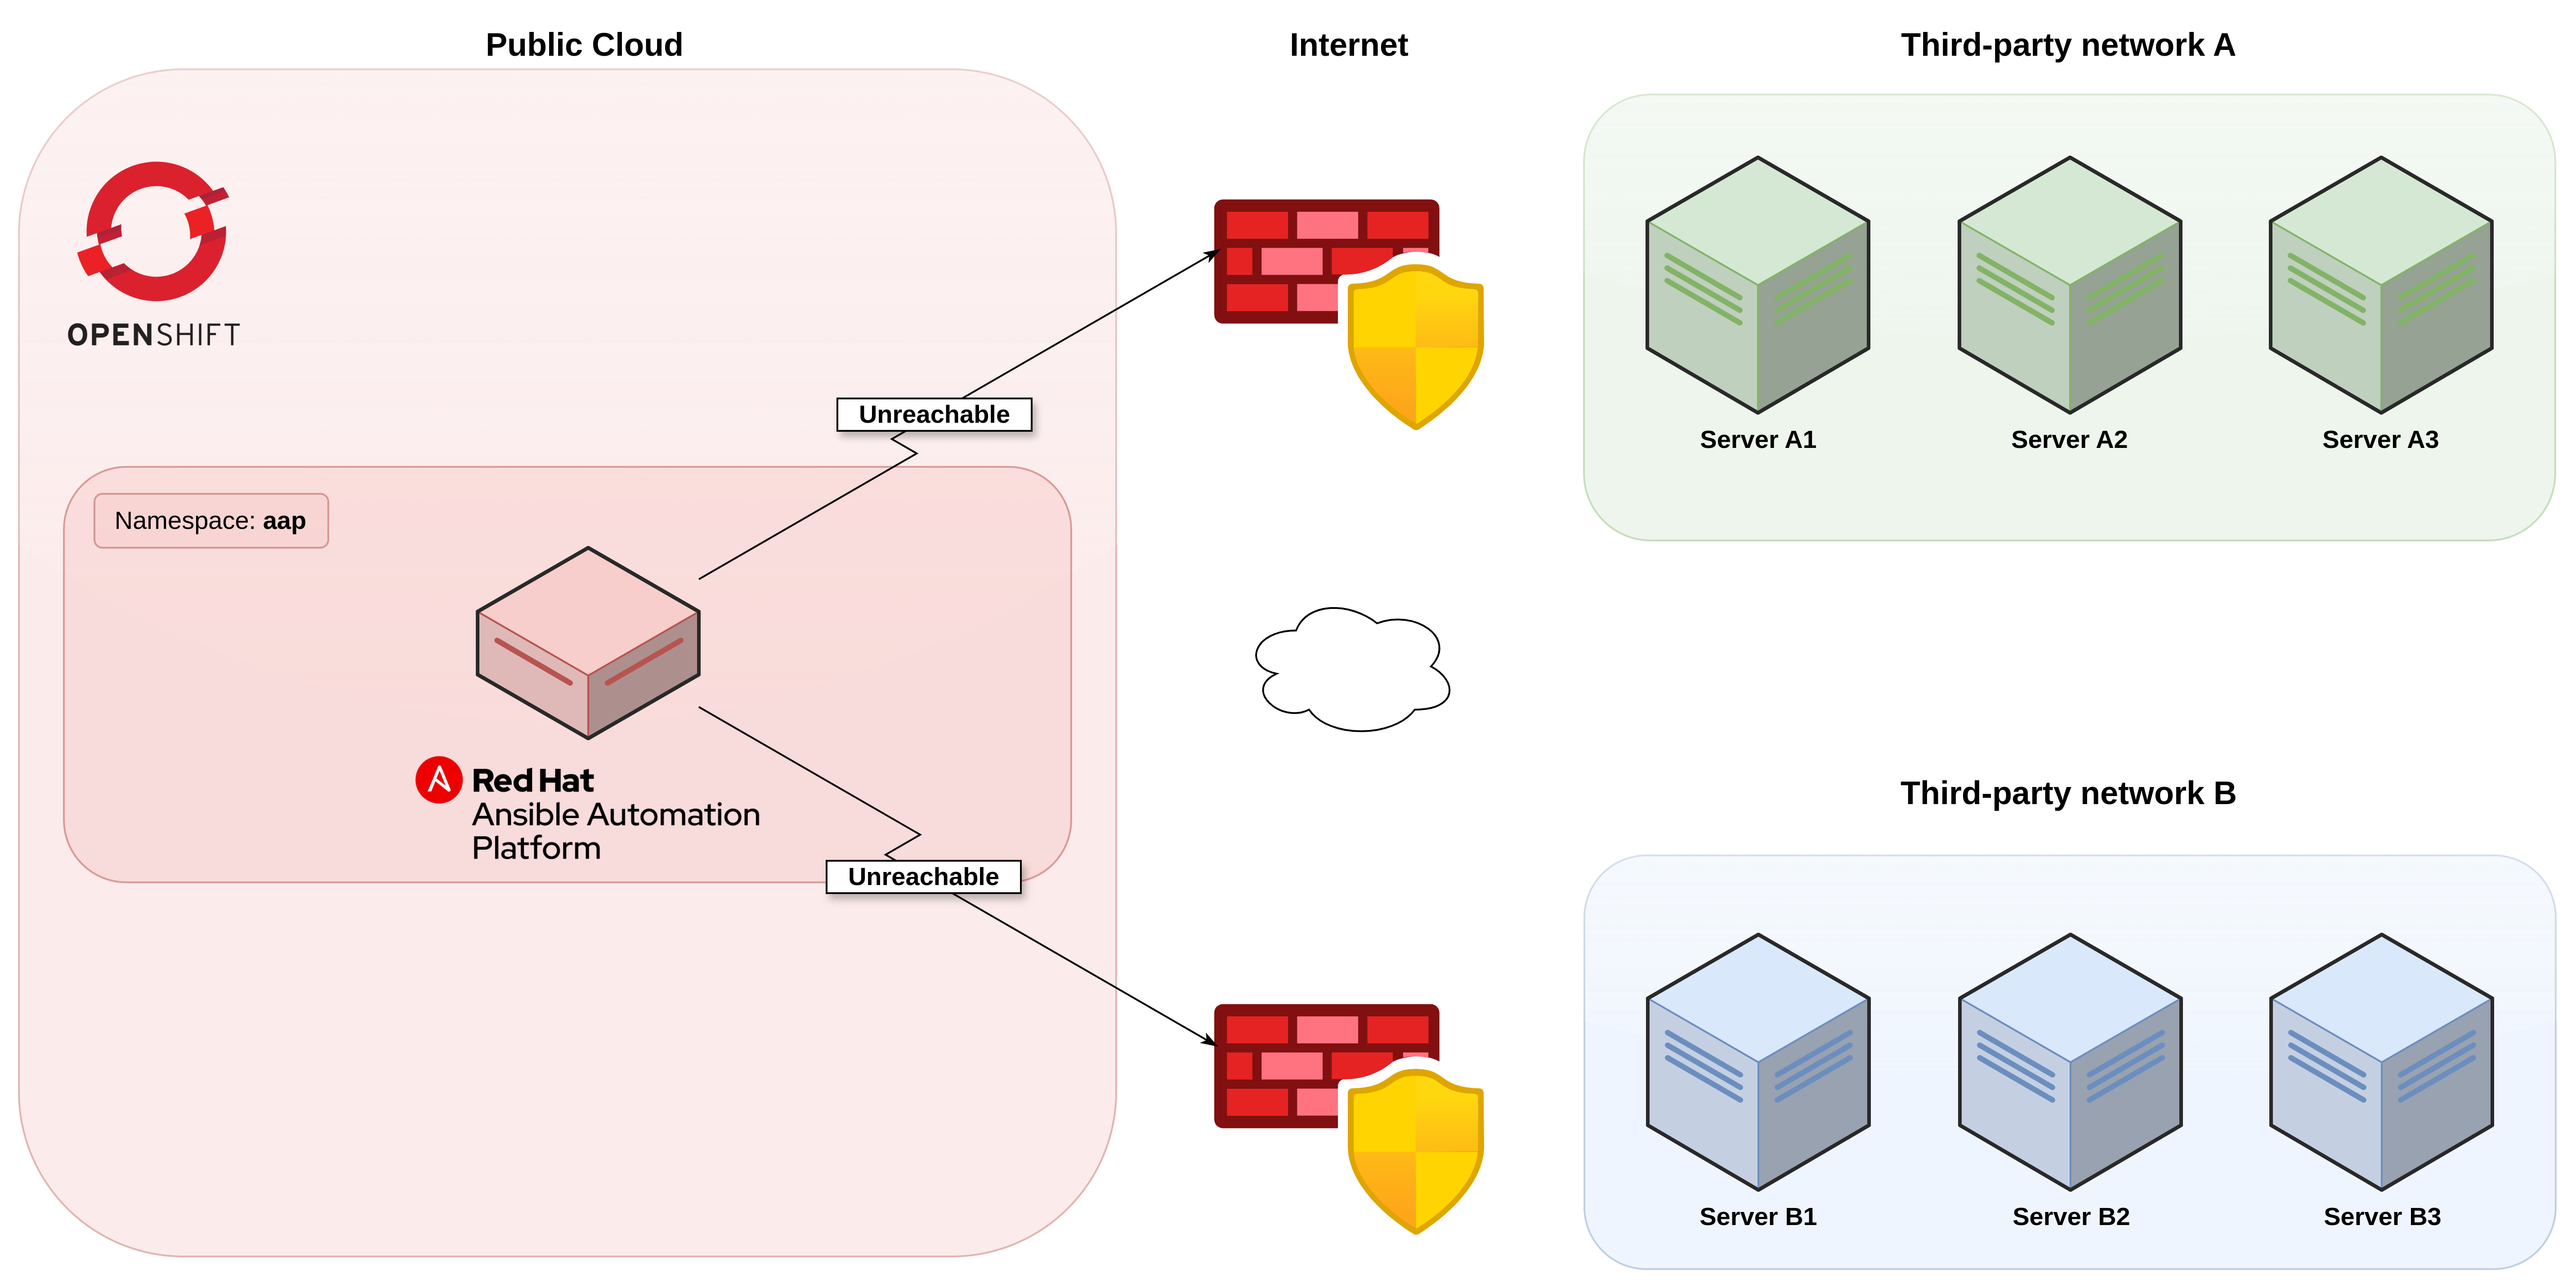 Public Cloud
Internet
Third-party network A
OPENSHIFT
Unreachable
Server A1
Server A2
Server A3
Namespace: aap
Red Hat
Ansible Automation
Platform
Unreachable
Third-party network B
Server B1
Server B2
Server B3